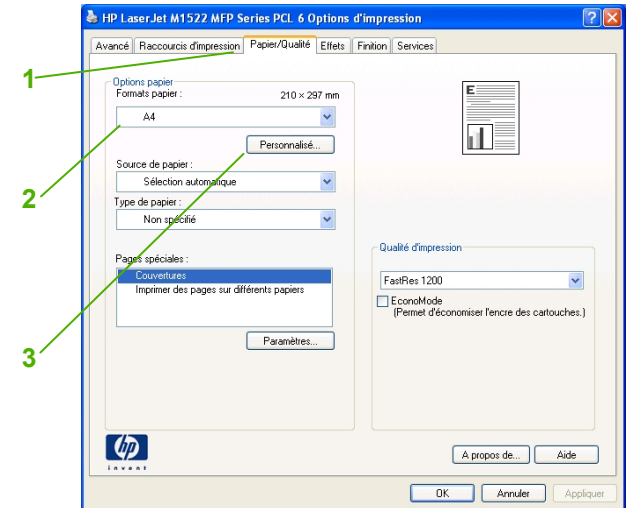 HP LaserJet M1522 MFP Series PCL 6 Options d'impression
Avancé Raccourcis d'impression Papier/Qualité Effets Finition Services
1
Options papier
Formats papier : 210 × 297 mm
E
A4
Personnalisé...
Source de papier :
Sélection automatique
2
Type de papier :
Non spécifié
Qualité d'impression
Pages spéciales :
Couvertures
FastRes 1200
Imprimer des pages sur différents papiers
EconoMode
(Permet d'économiser l'encre des cartouches.)
3
Paramètres...
hp
invent
A propos de... Aide
OK Annuler Appliquer